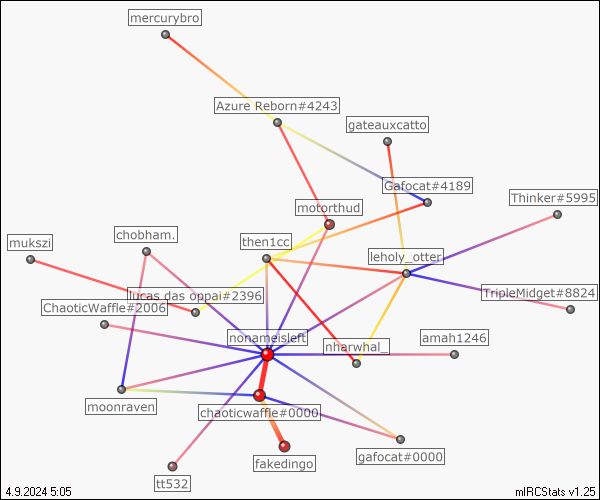 mercurybro
Azure Reborn#4243
gateauxcatto
Gafocat#4189
Thinker#5995
motorthud
chobham.
mukszi
then1cc
leholy_otter
lucas das oppai#2396
TripleMidget#8824
ChaoticWaffle#2006
nonameisleft
nharwhal_
amah1246
moonraven
chaoticwaffle#0000
gafocat#0000
fakedingo
tt532
4.9.2024 5:05
mIRCStats v1.25